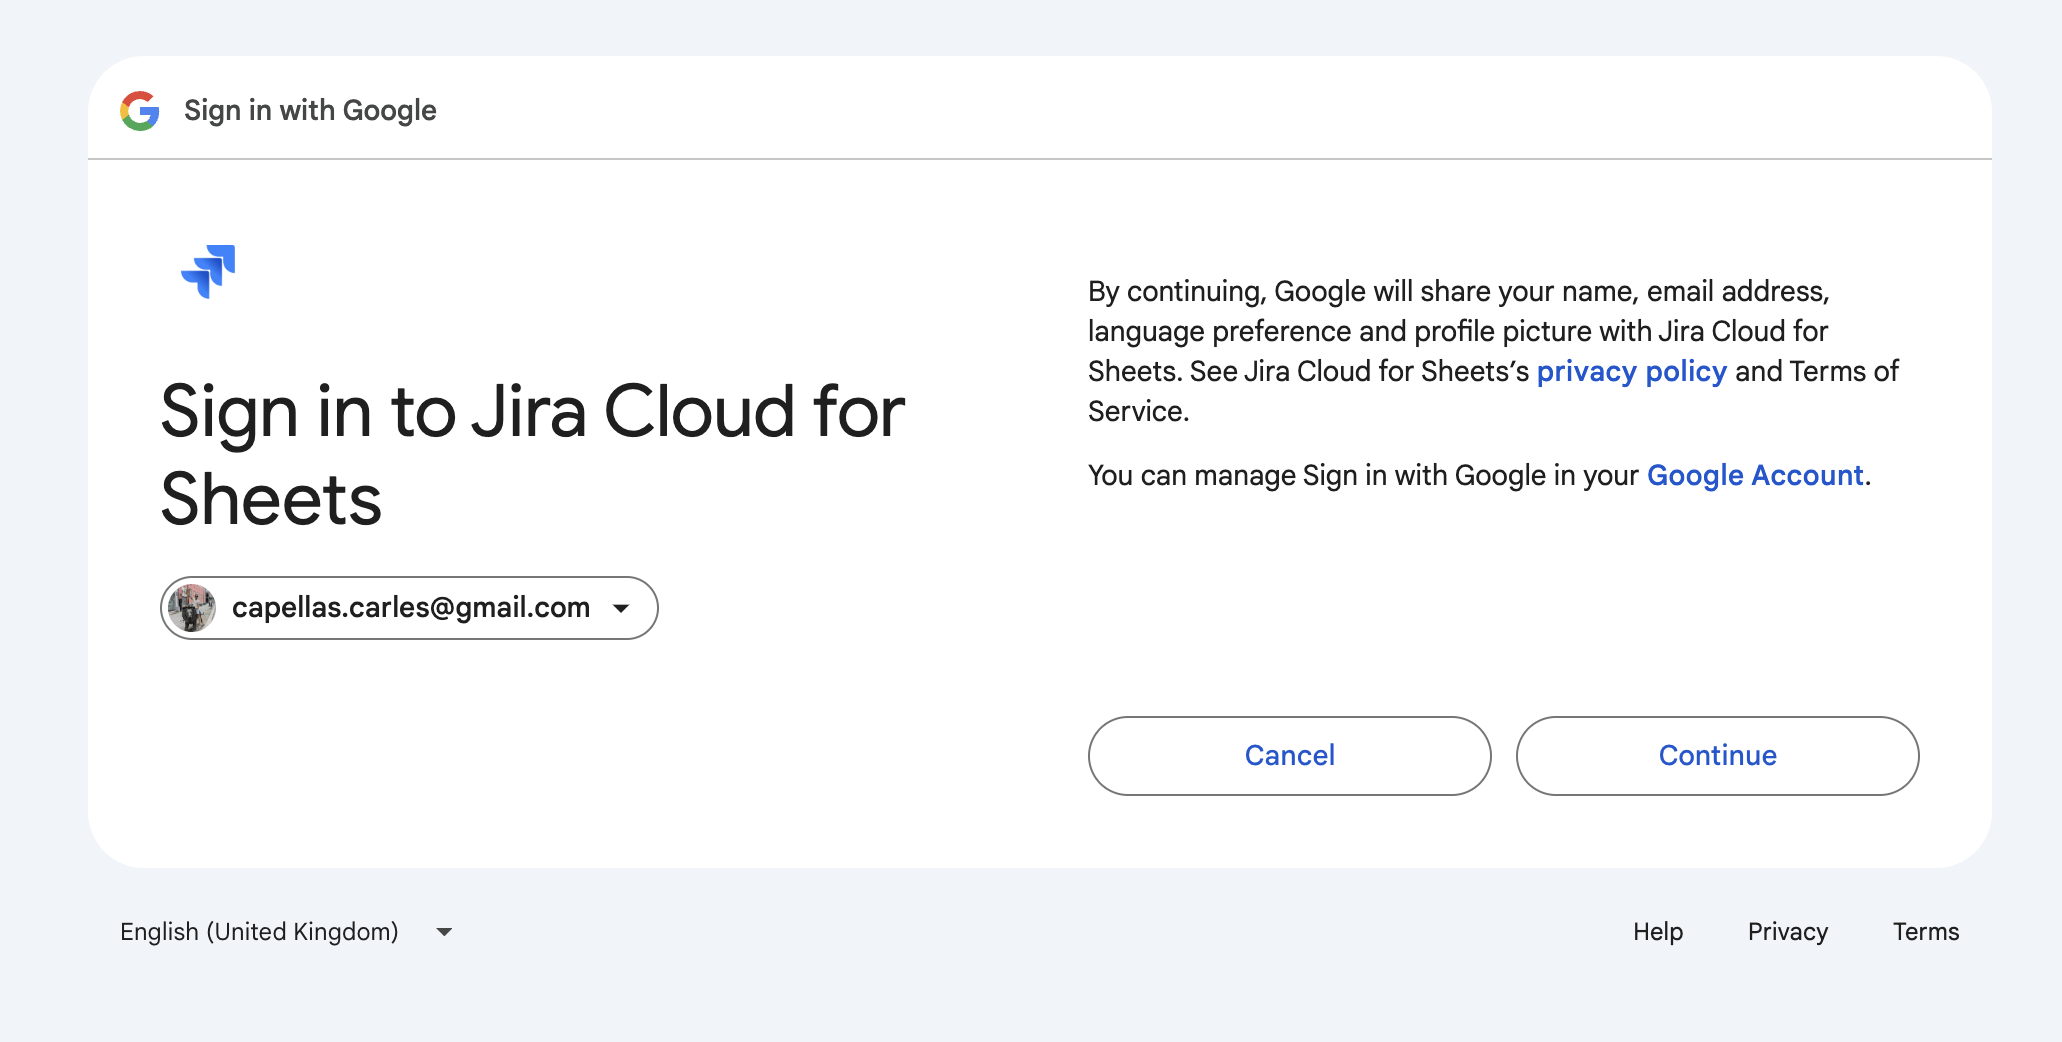 Sign in with Google
Sign in to Jira Cloud for
Sheets
capellas.carles@gmail.com
By continuing, Google will share your name, email address,
language preference and profile picture with Jira Cloud for
Sheets. See Jira Cloud for Sheets’s privacy policy and Terms of
Service.
You can manage Sign in with Google in your Google Account.
Cancel
Continue
English (United Kingdom)
Help
Privacy
Terms